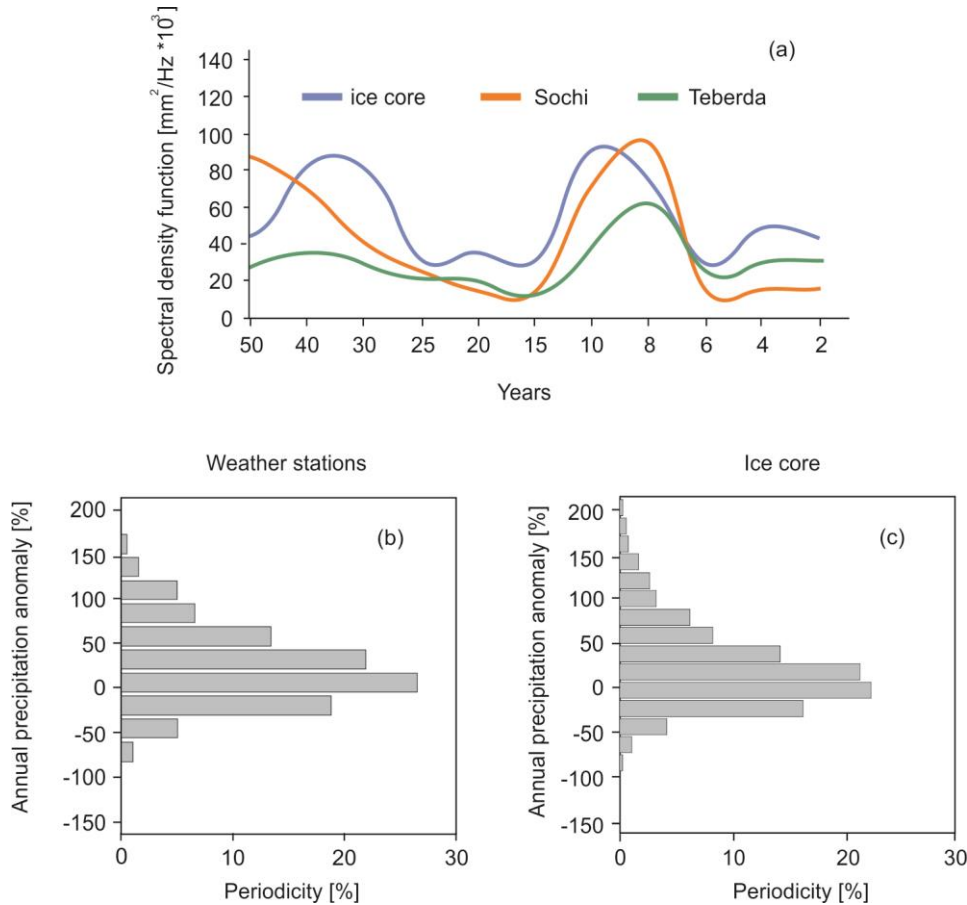 (a)
Spectral density function [mm²/Hz *10³]
140
120
100
80
60
40
20
0
ice core Sochi Teberda
50 40 30 25 20 15 10 8 6 4 2
Years
Weather stations
Annual precipitation anomaly [%]
200
150
100
50
0
-50
-100
-150
(b)
0 10 20 30
Periodicity [%]
Ice core
Annual precipitation anomaly [%]
200
150
100
50
0
-50
-100
-150
(c)
0 10 20 30
Periodicity [%]